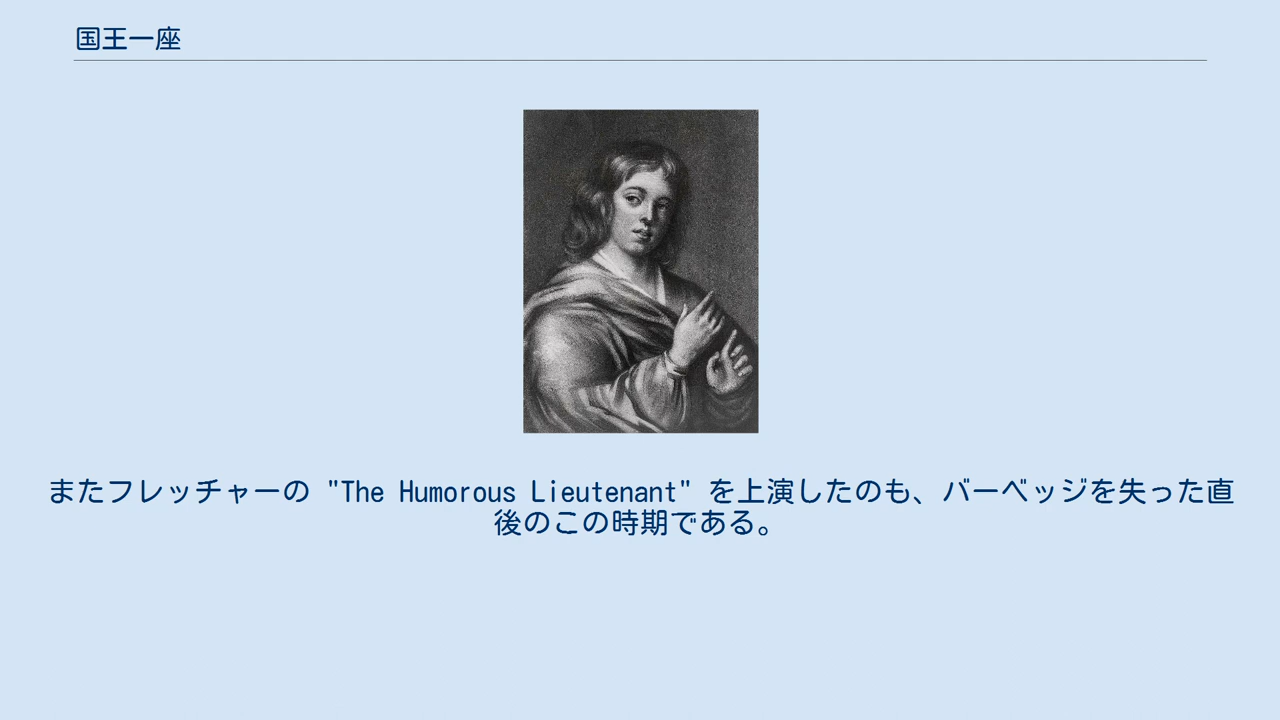 国王一座
またフレッチャーの "The Humorous Lieutenant" を上演したのも、バーベッジを失った直
後のこの時期である。